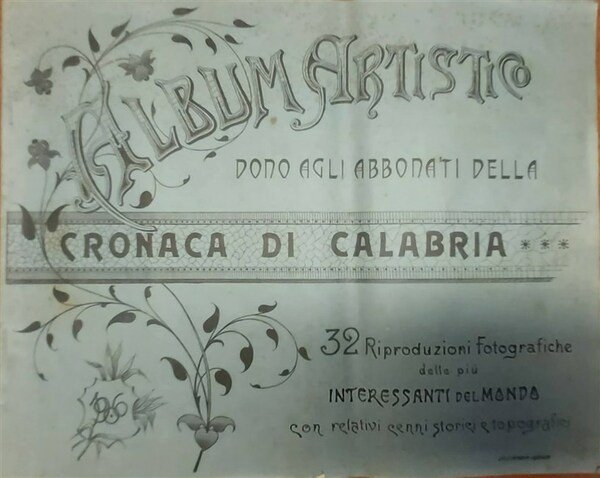 ALBUM ARTISTICO
DONO AGLI ABBONATI DELLA
CRONACA DI CALABRIA ***
32 Riproduzioni Fotografiche
delle più
INTERESSANTI DEL MONDO
con relativi cenni storici e topografici